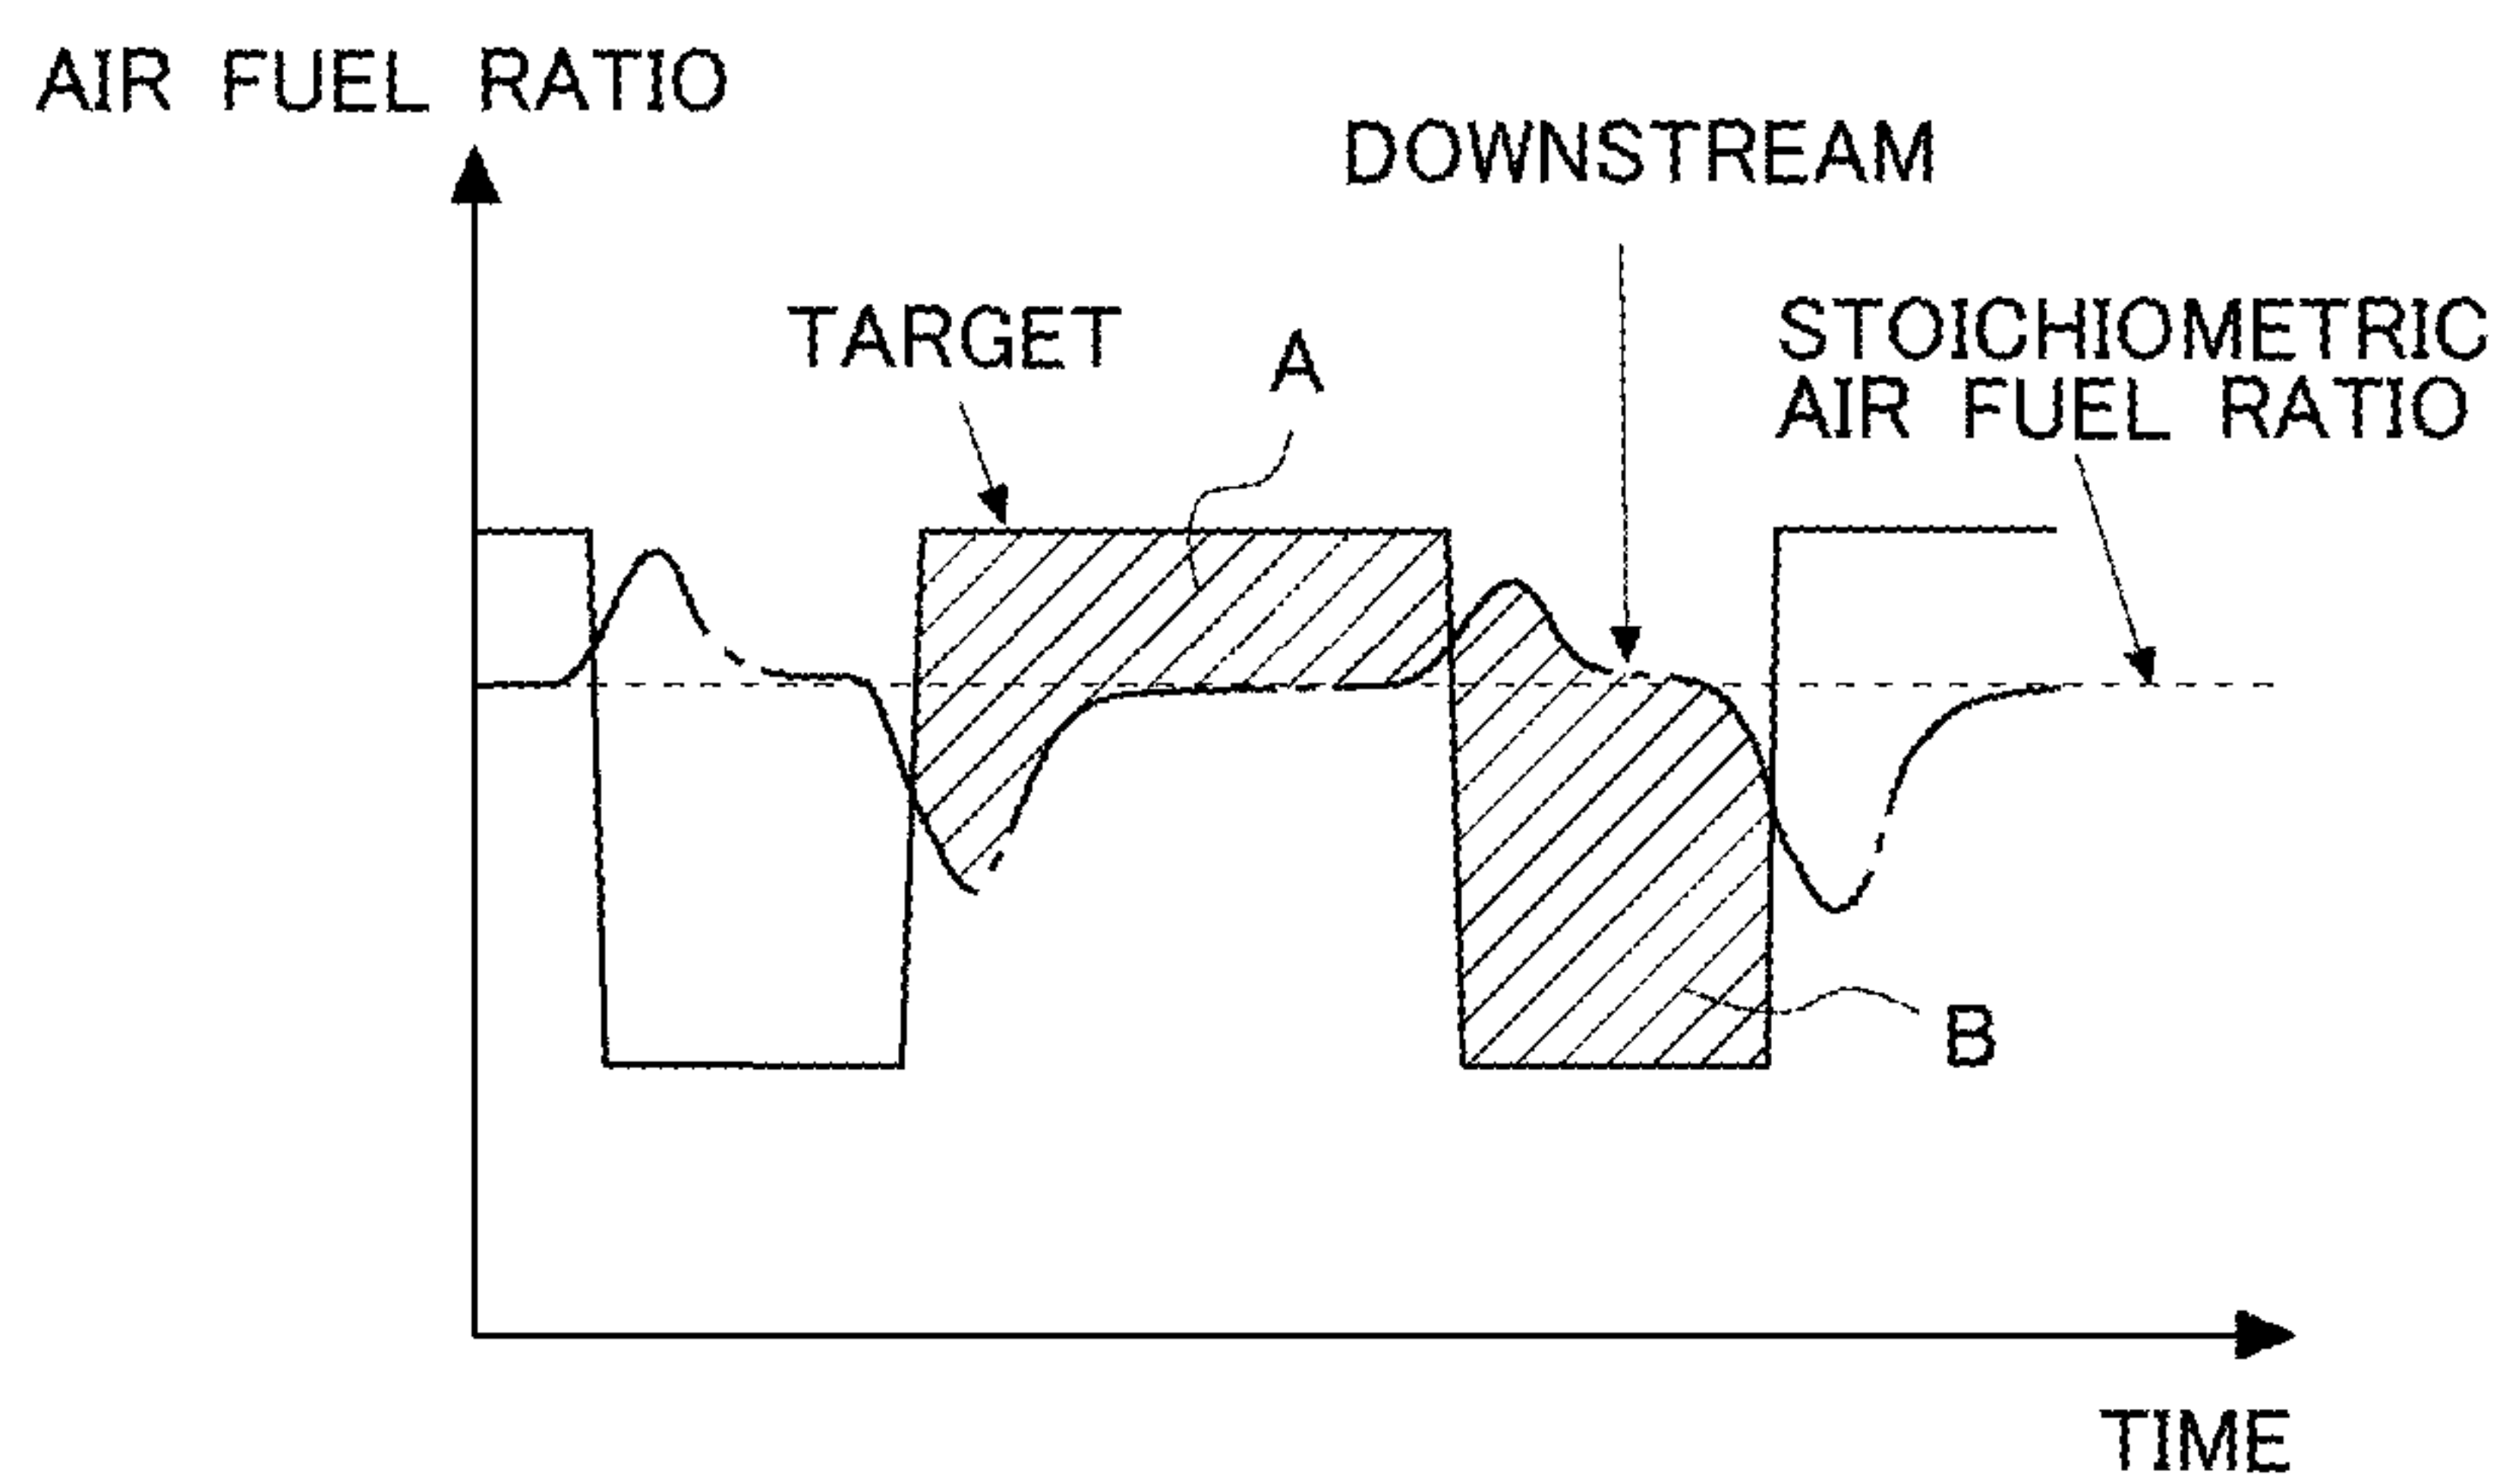 AIR FUEL RATIO
DOWNSTREAM
TARGET
A
STOICHIOMETRIC
AIR FUEL RATIO
B
TIME